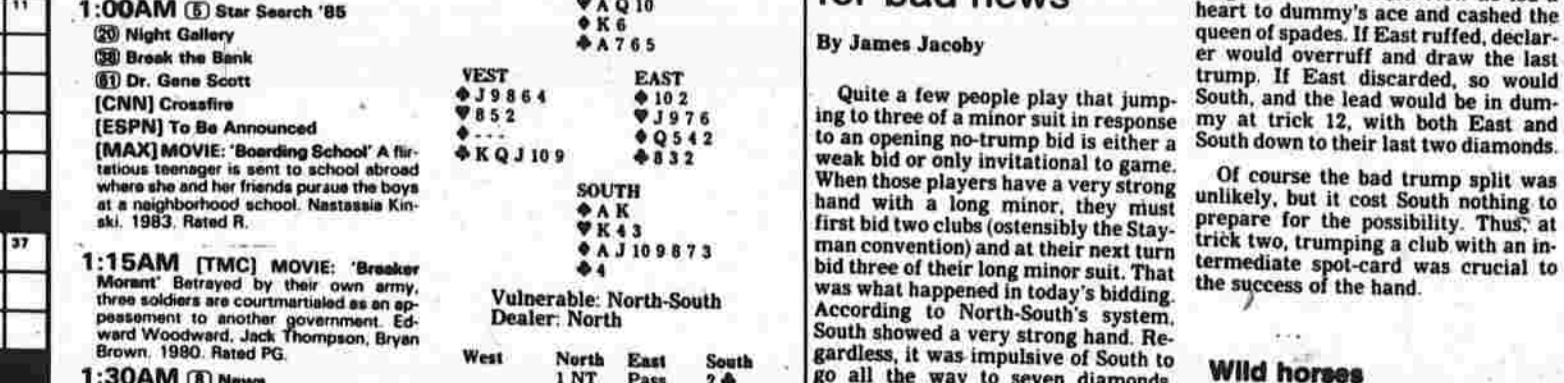 11
37
1:00AM (5) Star Search '85
(20) Night Gallery
(38) Break the Bank
(61) Dr. Gene Scott
[CNN] Crossfire
[ESPN] To Be Announced
[MAX] MOVIE: 'Boarding School' A flir-
tatious teenager is sent to school abroad
where she and her friends pursue the boys
at a neighborhood school. Nastassia Kin-
ski. 1983. Rated R.
1:15AM [TMC] MOVIE: 'Breaker
Morant' Betrayed by their own army,
three soldiers are courtmartialed as an ap-
peasement to another government. Ed-
ward Woodward, Jack Thompson, Bryan
Brown. 1980. Rated PG.
1:30AM (8) News
♥ A Q 10
♦ K 6
♣ A 7 6 5
WEST EAST
♠ J 9 8 6 4 ♠ 10 2
♥ 8 5 2 ♥ J 9 7 6
♦ - - - ♦ Q 5 4 2
♣ K Q J 10 9 ♣ 8 3 2
SOUTH
♠ A K
♥ K 4 3
♦ A J 10 9 8 7 3
♣ 4
Vulnerable: North-South
Dealer: North
West North East South
1 NT Pass 2 ♣
for bad news
By James Jacoby
Quite a few people play that jump-
ing to three of a minor suit in response
to an opening no-trump bid is either a
weak bid or only invitational to game.
When those players have a very strong
hand with a long minor, they must
first bid two clubs (ostensibly the Stay-
man convention) and at their next turn
bid three of their long minor suit. That
was what happened in today's bidding.
According to North-South's system,
South showed a very strong hand. Re-
gardless, it was impulsive of South to
go all the way to seven diamonds,
heart to dummy's ace and cashed the
queen of spades. If East ruffed, declar-
er would overruff and draw the last
trump. If East discarded, so would
South, and the lead would be in dum-
my at trick 12, with both East and
South down to their last two diamonds.
Of course the bad trump split was
unlikely, but it cost South nothing to
prepare for the possibility. Thus, at
trick two, trumping a club with an in-
termediate spot-card was crucial to
the success of the hand.
Wild horses